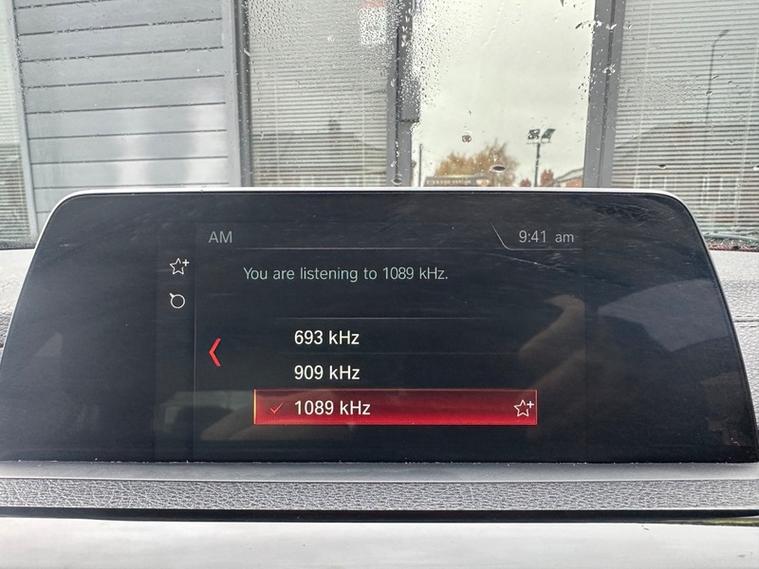 AM
9:41 am
You are listening to 1089 kHz.
693 kHz
909 kHz
1089 kHz